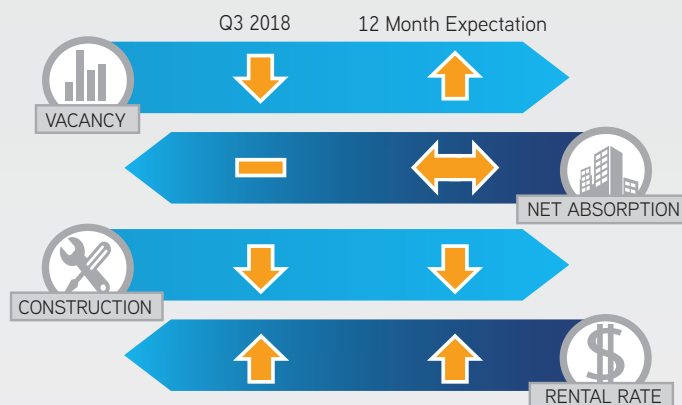 Q3 2018
12 Month Expectation
VACANCY
NET ABSORPTION
CONSTRUCTION
$
RENTAL RATE